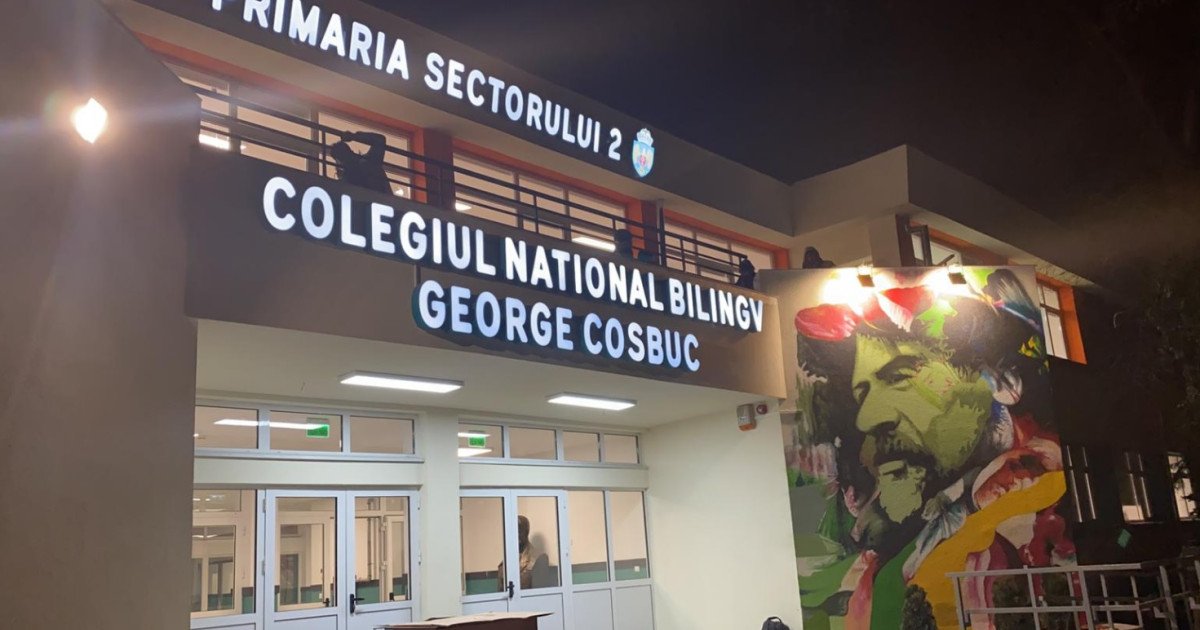 PRIMARIA SECTORULUI 2
COLEGIUL NATIONAL BILINGV
GEORGE COSBUC